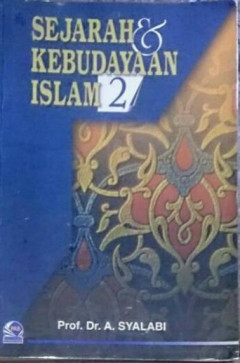 SEJARAH &
KEBUDAYAAN
ISLAM 2
Prof. Dr. A. SYALABI